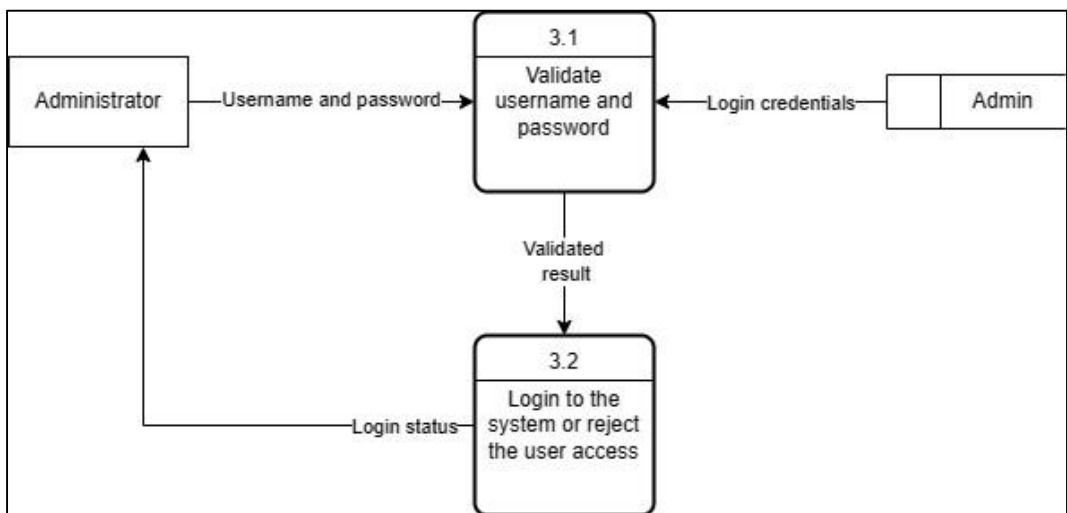 3.1
Administrator
Username and password
Validate
username and
password
Login credentials
Admin
Validated
result
3.2
Login to the
system or reject
the user access
Login status